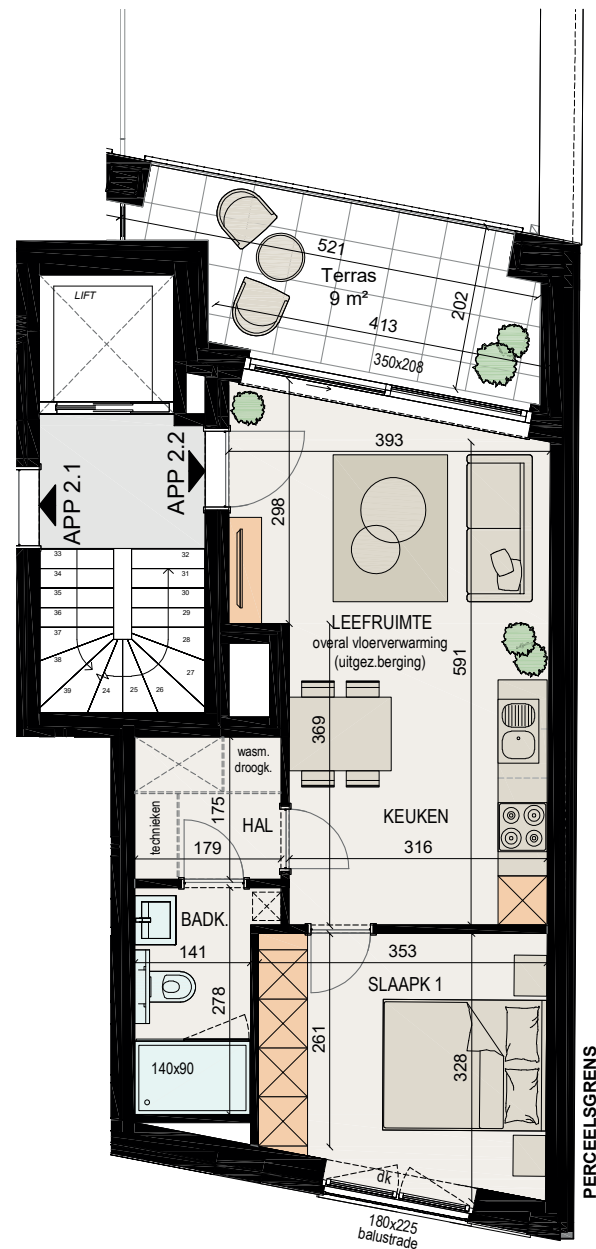 521
Terras
9 m²
202
413
350x208
LIFT
APP 2.1
APP 2.2
393
298
33
34
35
36
37
38
39
24
25
26
27
28
29
30
31
32
LEEFRUIMTE
overal vloerverwarming
(uitgez.berging)
591
369
wasm.
droogk.
technieken
175
HAL
179
KEUKEN
316
BADK.
141
278
140x90
353
SLAAPK 1
261
328
dk
180x225
balustrade
PERCEELSGRENS